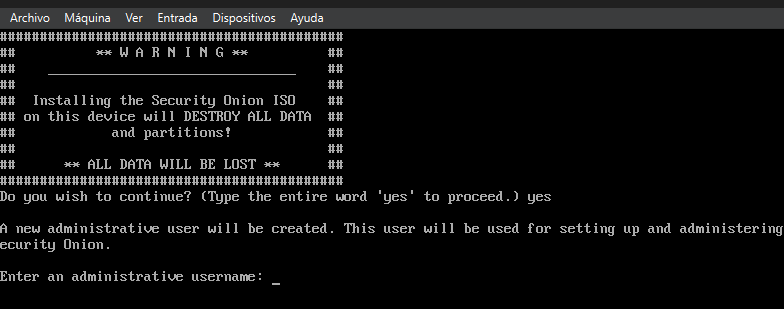 Archivo Máquina Ver Entrada Dispositivos Ayuda
###########################################
## ** W A R N I N G ** ##
## _______________________________ ##
## ##
## Installing the Security Onion ISO ##
## on this device will DESTROY ALL DATA ##
## and partitions! ##
## ##
## ** ALL DATA WILL BE LOST ** ##
###########################################
Do you wish to continue? (Type the entire word 'yes' to proceed.) yes
A new administrative user will be created. This user will be used for setting up and administering
ecurity Onion.
Enter an administrative username: _